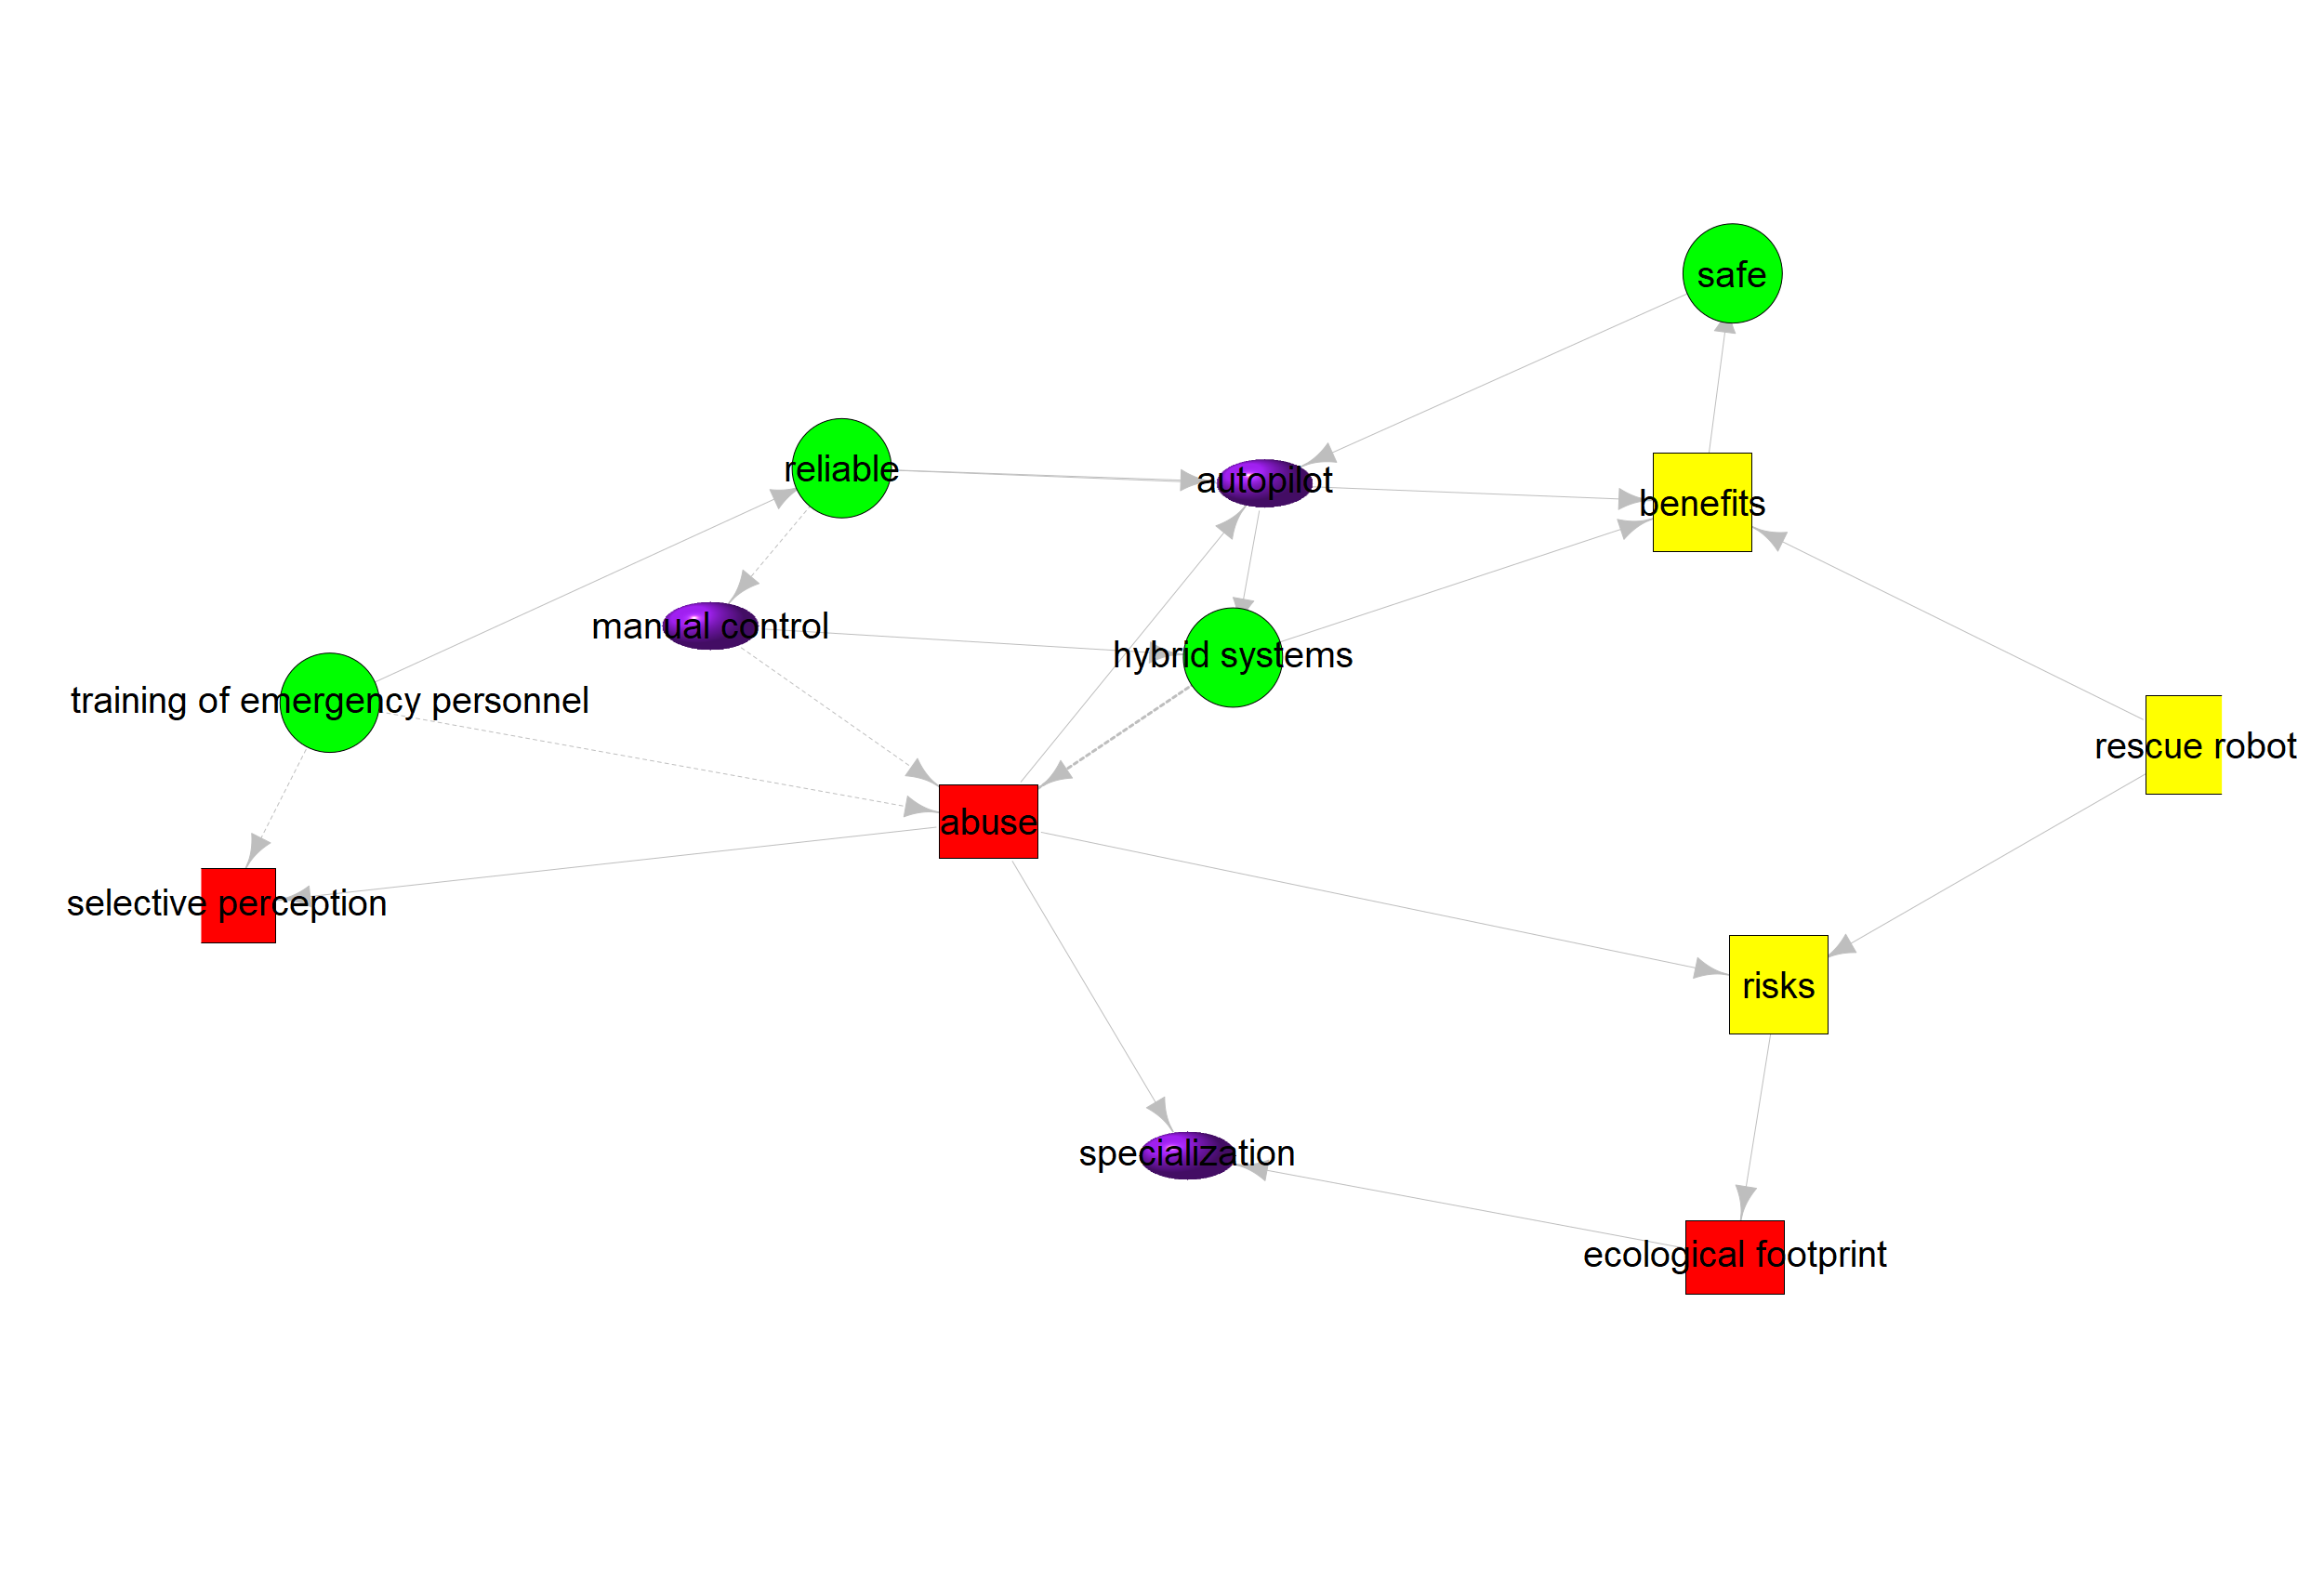 safe
reliable
autopilot
benefits
manual control
hybrid systems
training of emergency personnel
rescue robot
abuse
selective perception
risks
specialization
ecological footprint